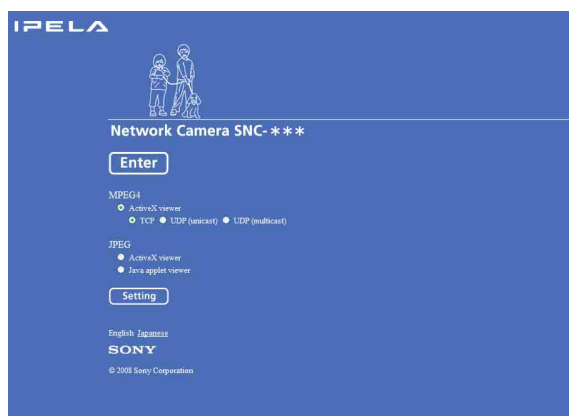 IPELA
Network Camera SNC-***
Enter
MPEG4
ActiveX viewer
TCP UDP (unicast) UDP (multicast)
JPEG
ActiveX viewer
Java applet viewer
Setting
English Japanese
SONY
© 2008 Sony Corporation